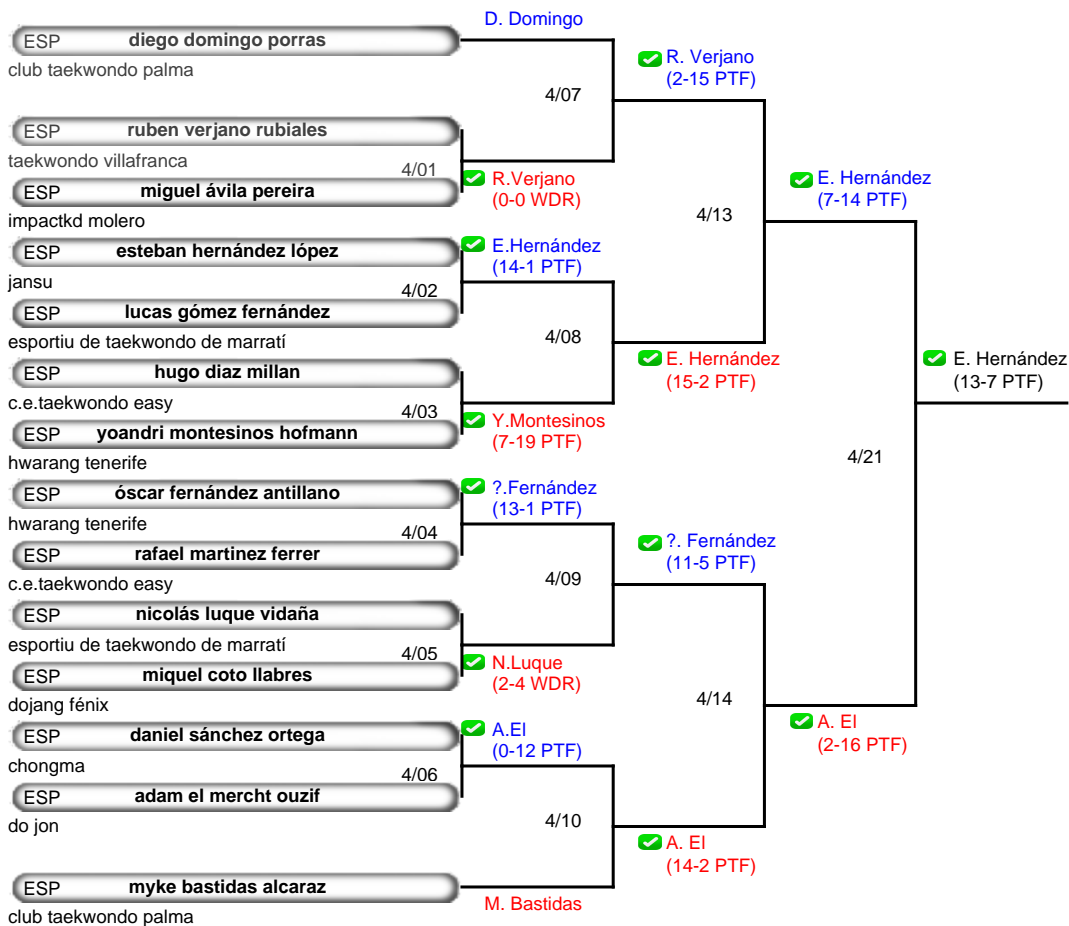 D. Domingo
ESP diego domingo porras
club taekwondo palma
R. Verjano
(2-15 PTF)
4/07
ESP ruben verjano rubiales
taekwondo villafranca
4/01
R.Verjano
(0-0 WDR)
ESP miguel ávila pereira
impactkd molero
E. Hernández
(7-14 PTF)
4/13
ESP esteban hernández lópez
jansu
E.Hernández
(14-1 PTF)
4/02
ESP lucas gómez fernández
esportiu de taekwondo de marratí
4/08
E. Hernández
(15-2 PTF)
E. Hernández
(13-7 PTF)
ESP hugo diaz millan
c.e.taekwondo easy
4/03
Y.Montesinos
(7-19 PTF)
ESP yoandri montesinos hofmann
hwarang tenerife
4/21
ESP óscar fernández antillano
hwarang tenerife
?.Fernández
(13-1 PTF)
4/04
ESP rafael martinez ferrer
c.e.taekwondo easy
?. Fernández
(11-5 PTF)
4/09
ESP nicolás luque vidaña
esportiu de taekwondo de marratí
4/05
N.Luque
(2-4 WDR)
ESP miquel coto llabres
dojang fénix
4/14
A. El
(2-16 PTF)
ESP daniel sánchez ortega
chongma
A.El
(0-12 PTF)
4/06
ESP adam el mercht ouzif
do jon
4/10
A. El
(14-2 PTF)
ESP myke bastidas alcaraz
club taekwondo palma
M. Bastidas